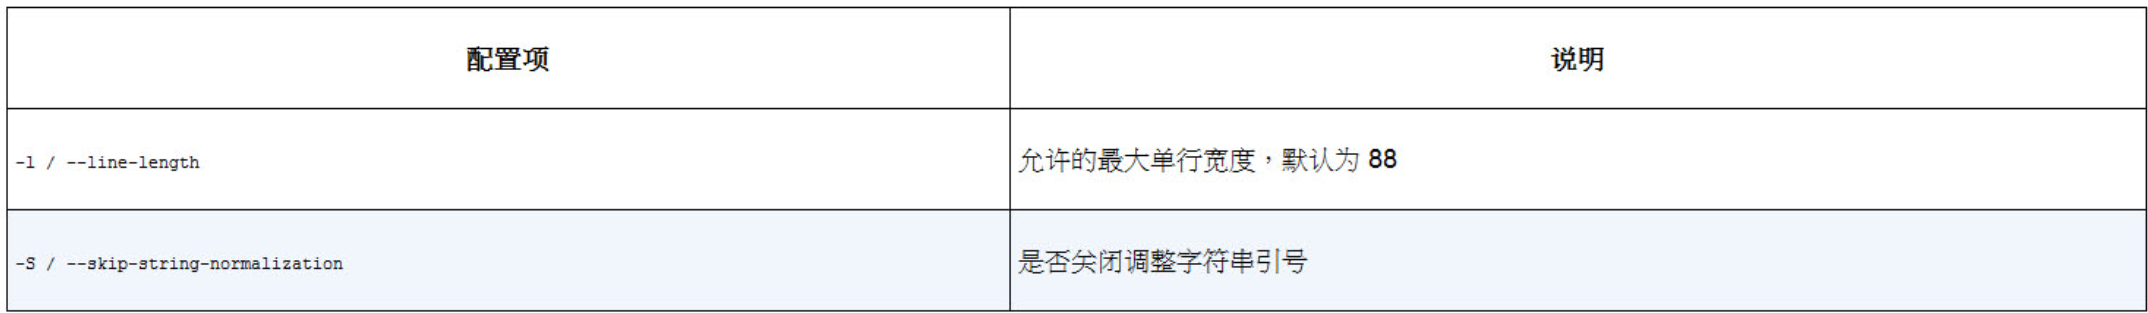 配置项
说明
-l / --line-length
允许的最大单行宽度，默认为 88
-S / --skip-string-normalization
是否关闭调整字符串引号